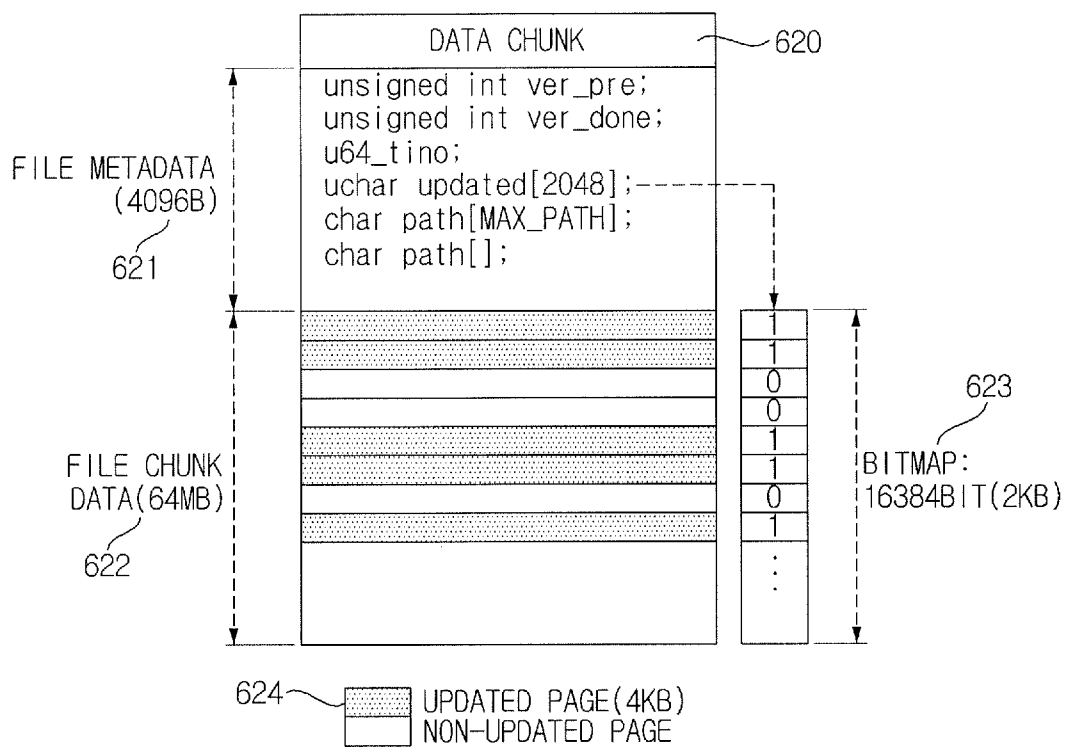 DATA CHUNK
620
unsigned int ver_pre;
unsigned int ver_done;
u64_tino;
uchar updated[2048];
char path[MAX_PATH];
char path[];
FILE METADATA
(4096B)
621
1
1
0
0
1
1
0
1
FILE CHUNK
DATA(64MB)
622
623
BITMAP:
16384BIT(2KB)
624
UPDATED PAGE(4KB)
NON-UPDATED PAGE